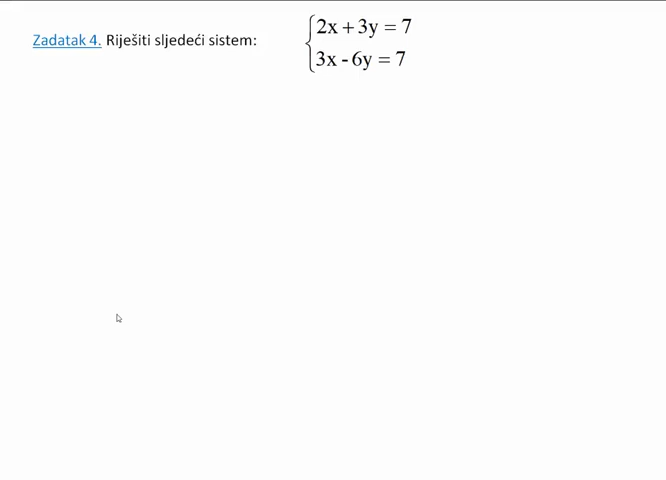 Zadatak 4. Riješiti sljedeći sistem:
2x + 3y = 7
3x - 6y = 7